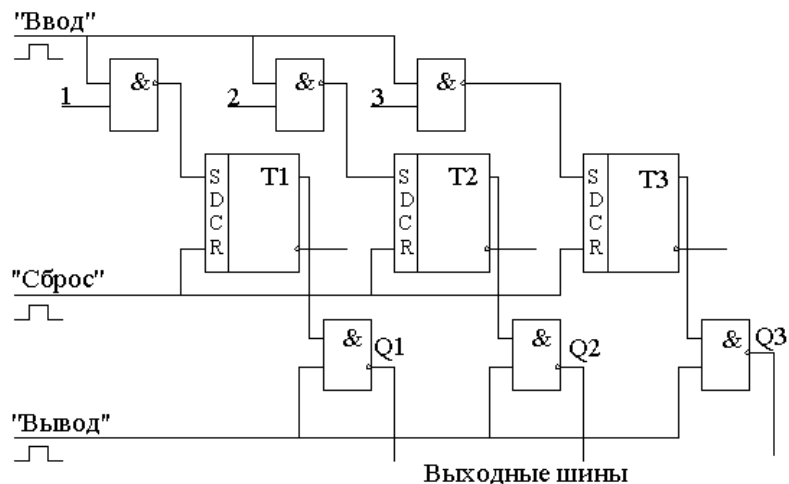 "Ввод"
& & &
1 2 3
S T1 S T2 S T3
D D D
C C C
R R R
"Сброс"
& & &
Q1 Q2 Q3
"Вывод"
Выходные шины